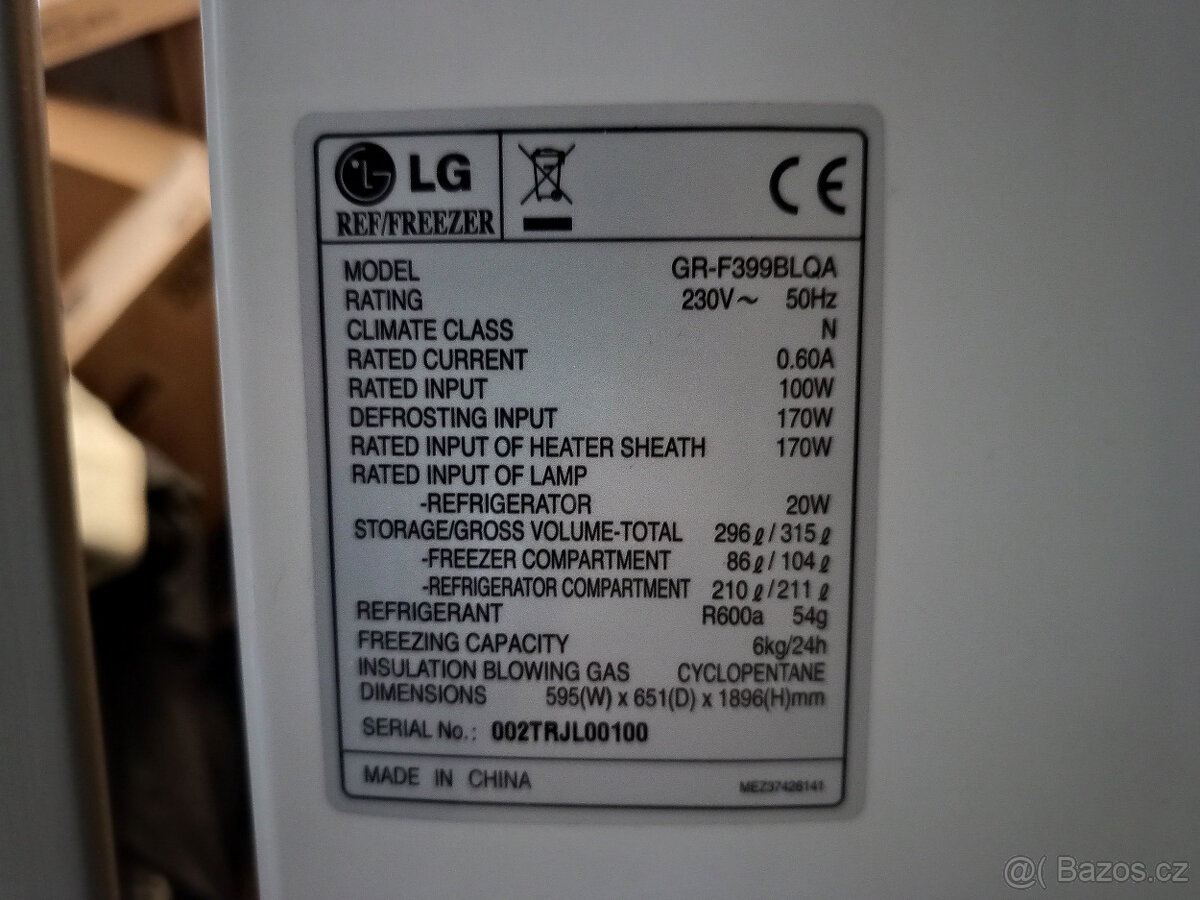 LG
REF/FREEZER
CE
MODEL GR-F399BLQA
RATING 230V~ 50Hz
CLIMATE CLASS N
RATED CURRENT 0.60A
RATED INPUT 100W
DEFROSTING INPUT 170W
RATED INPUT OF HEATER SHEATH 170W
RATED INPUT OF LAMP
-REFRIGERATOR 20W
STORAGE/GROSS VOLUME-TOTAL 296ℓ/315ℓ
-FREEZER COMPARTMENT 86ℓ/104ℓ
-REFRIGERATOR COMPARTMENT 210ℓ/211ℓ
REFRIGERANT R600a 54g
FREEZING CAPACITY 6kg/24h
INSULATION BLOWING GAS CYCLOPENTANE
DIMENSIONS 595(W) x 651(D) x 1896(H)mm
SERIAL No.: 002TRJL00100
MADE IN CHINA MEZ37426141
@( Bazos.cz